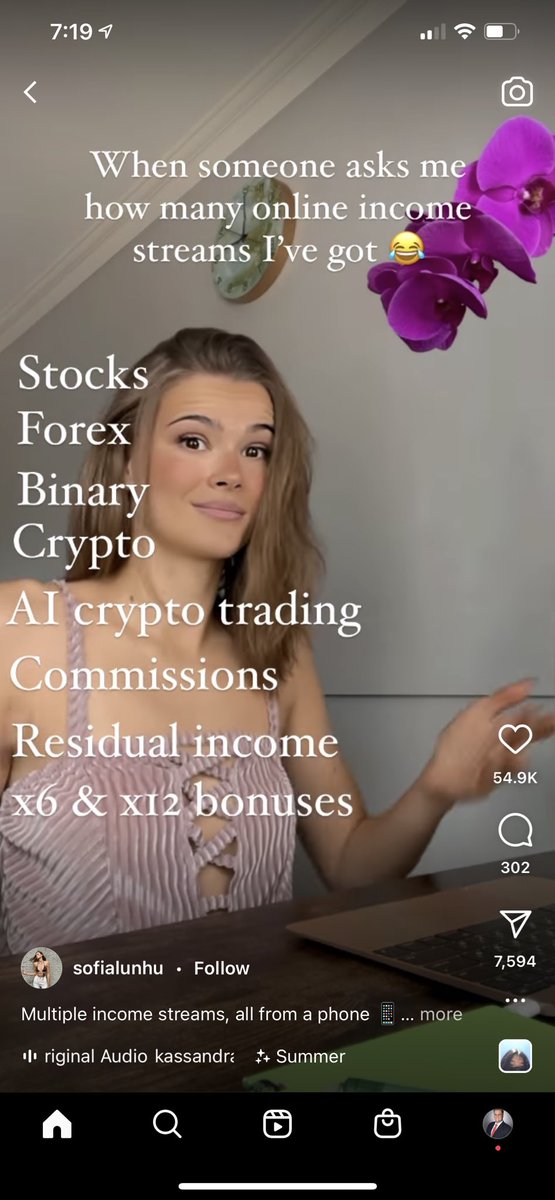 7:19
When someone asks me
how many online income
streams I've got 😂
Stocks
Forex
Binary
Crypto
AI crypto trading
Commissions
Residual income
x6 & x12 bonuses
54.9K
302
7,594
sofialunhu • Follow
Multiple income streams, all from a phone 📱... more
riginal Audio kassandra
Summer